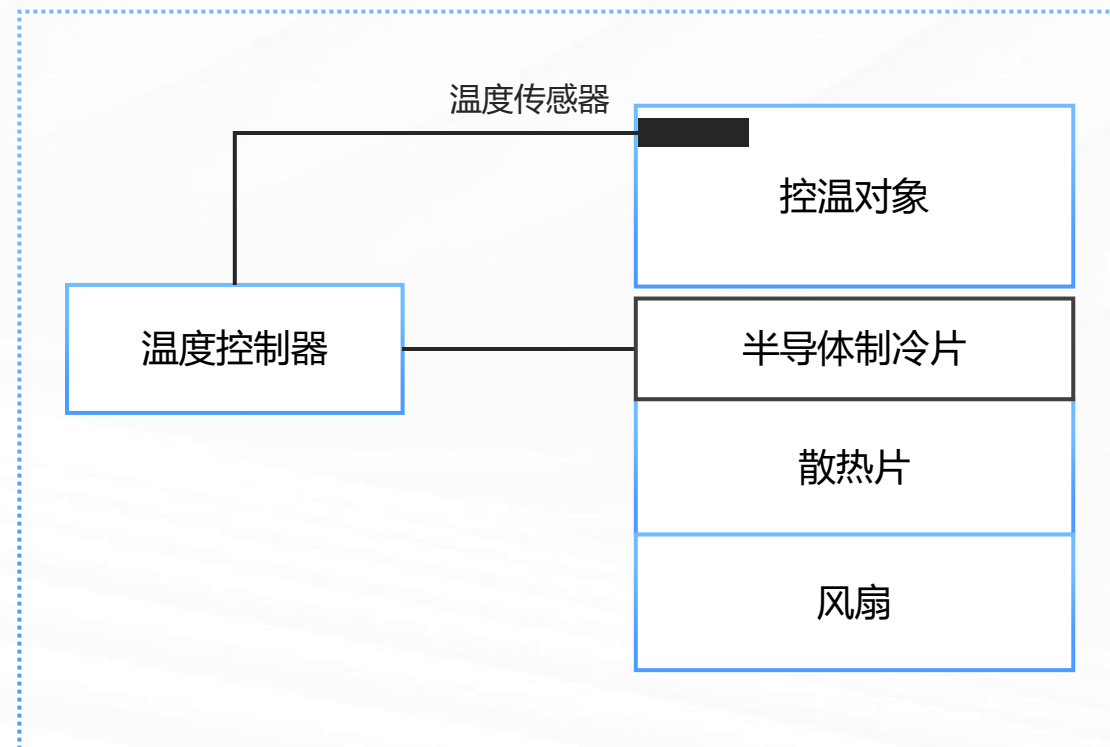 温度传感器
控温对象
温度控制器
半导体制冷片
散热片
风扇